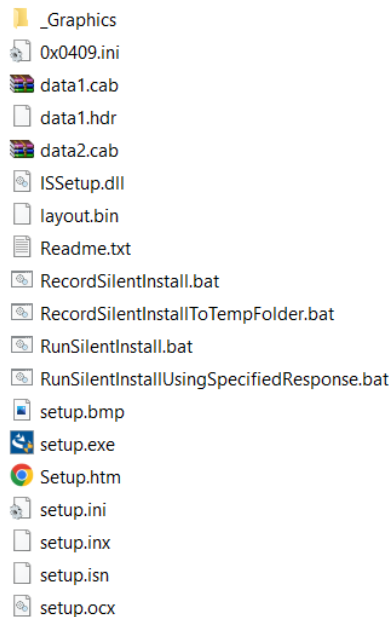 _Graphics
0x0409.ini
data1.cab
data1.hdr
data2.cab
ISSetup.dll
layout.bin
Readme.txt
RecordSilentInstall.bat
RecordSilentInstallToTempFolder.bat
RunSilentInstall.bat
RunSilentInstallUsingSpecifiedResponse.bat
setup.bmp
setup.exe
Setup.htm
setup.ini
setup.inx
setup.isn
setup.ocx